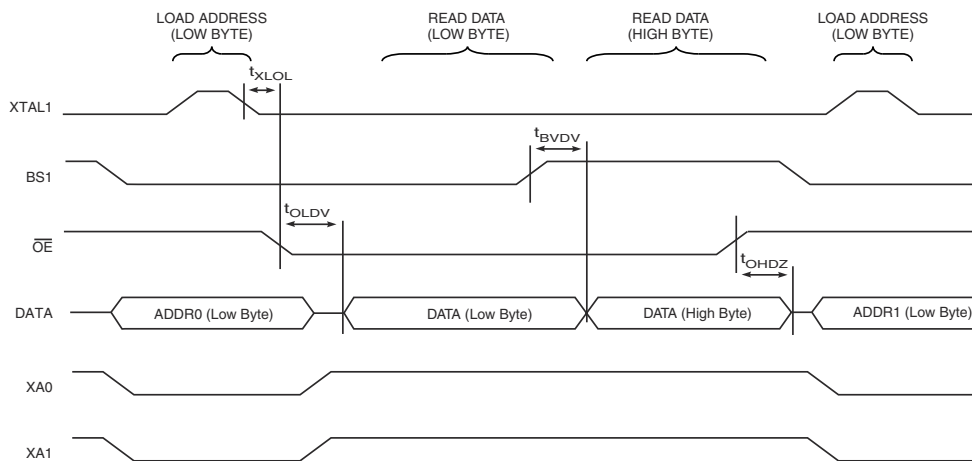 LOAD ADDRESS
(LOW BYTE)
READ DATA
(LOW BYTE)
READ DATA
(HIGH BYTE)
LOAD ADDRESS
(LOW BYTE)
tXLOL
XTAL1
tBVDV
BS1
tOLDV
OE
tOHDZ
DATA
ADDR0 (Low Byte)
DATA (Low Byte)
DATA (High Byte)
ADDR1 (Low Byte)
XA0
XA1